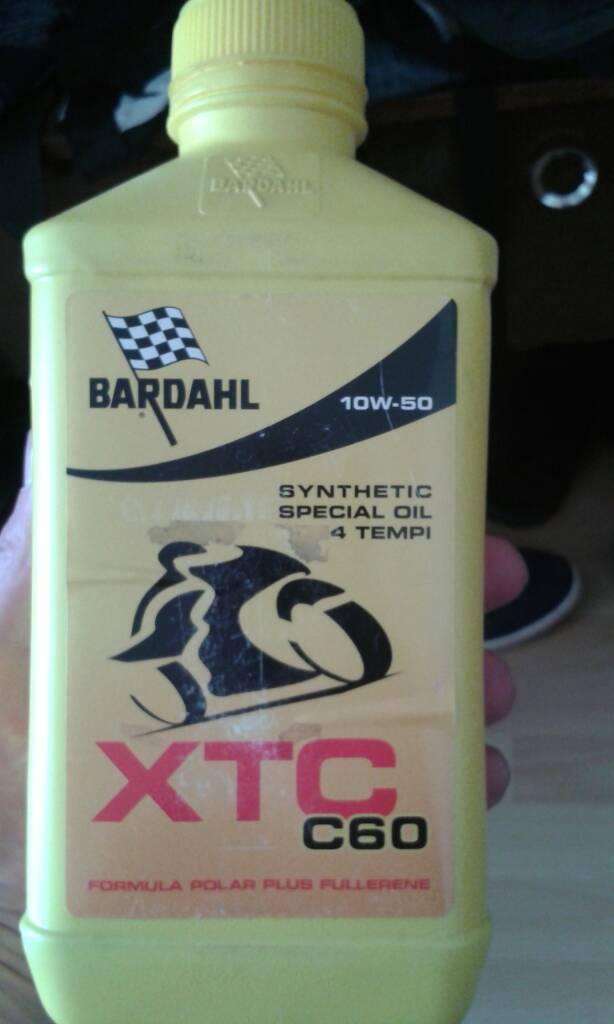 BARDAHL
BARDAHL
10W-50
SYNTHETIC
SPECIAL OIL
4 TEMPI
XTC
C60
FORMULA POLAR PLUS FULLERENE